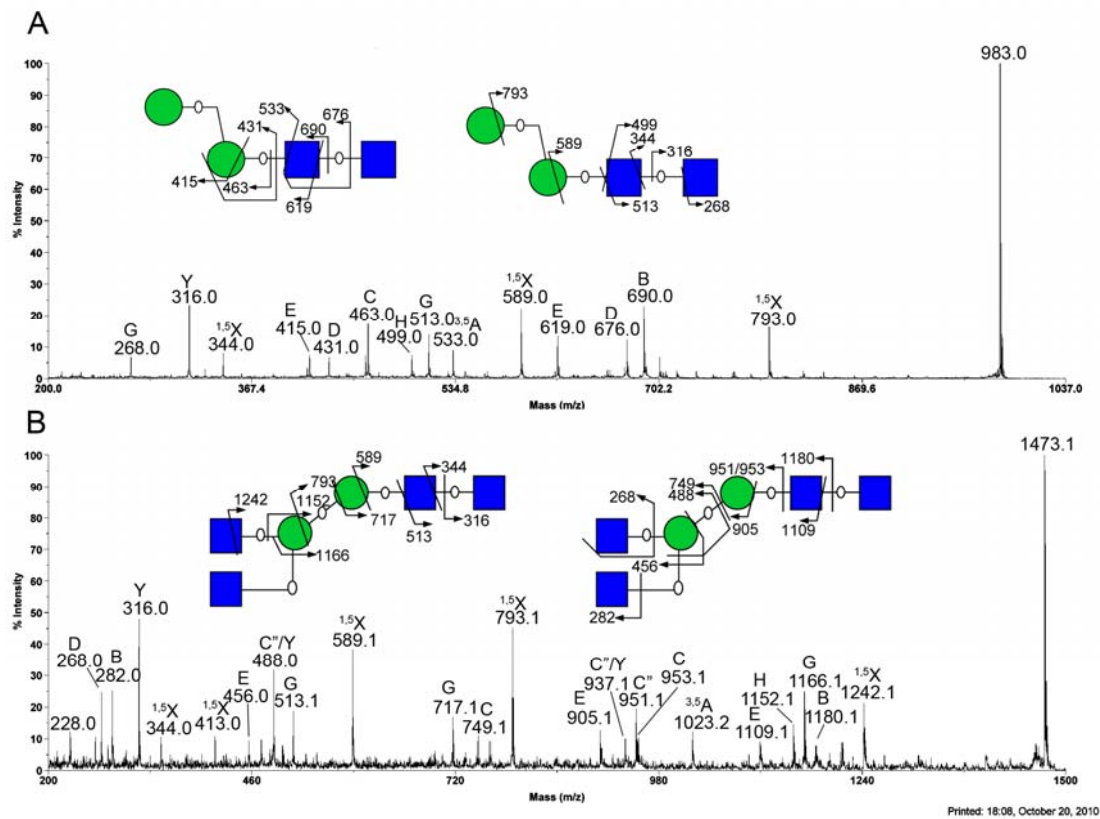 A
983.0
% Intensity
100
90
80
70
60
50
40
30
20
10
0
533
431
690
676
415
463
619
793
589
499
344
316
513
268
G
268.0
Y
316.0
1,5X
344.0
E
415.0
D
431.0
C
463.0
H
499.0
G
513.0
3,5A
533.0
1,5X
589.0
E
619.0
D
676.0
B
690.0
1,5X
793.0
200.0 367.4 534.8 702.2 869.6 1037.0
Mass (m/z)
B
1473.1
% Intensity
100
90
80
70
60
50
40
30
20
10
0
589
344
793
1242
1152
717
316
513
1166
1180
951/953
749
488
268
905
1109
456
282
228.0
D
268.0
B
282.0
Y
316.0
1,5X
344.0
1,5X
413.0
E
456.0
C"/Y
488.0
G
513.1
1,5X
589.1
G
717.1
C
749.1
1,5X
793.1
E
905.1
C"/Y
937.1
C"
951.1
C
953.1
3,5A
1023.2
E
1109.1
H
1152.1
G
1166.1
B
1180.1
1,5X
1242.1
200 460 720 980 1240 1500
Mass (m/z)
Printed: 18:08, October 20, 2010